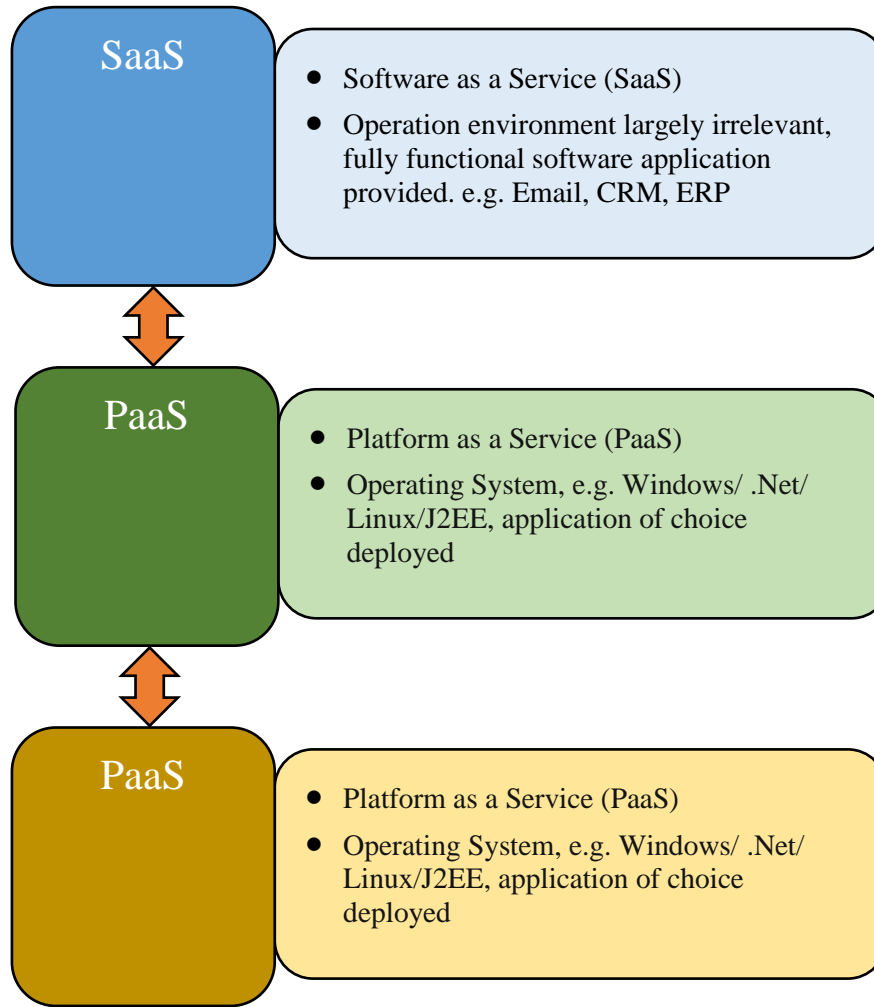 SaaS
● Software as a Service (SaaS)
● Operation environment largely irrelevant,
fully functional software application
provided. e.g. Email, CRM, ERP
PaaS
● Platform as a Service (PaaS)
● Operating System, e.g. Windows/ .Net/
Linux/J2EE, application of choice
deployed
PaaS
● Platform as a Service (PaaS)
● Operating System, e.g. Windows/ .Net/
Linux/J2EE, application of choice
deployed